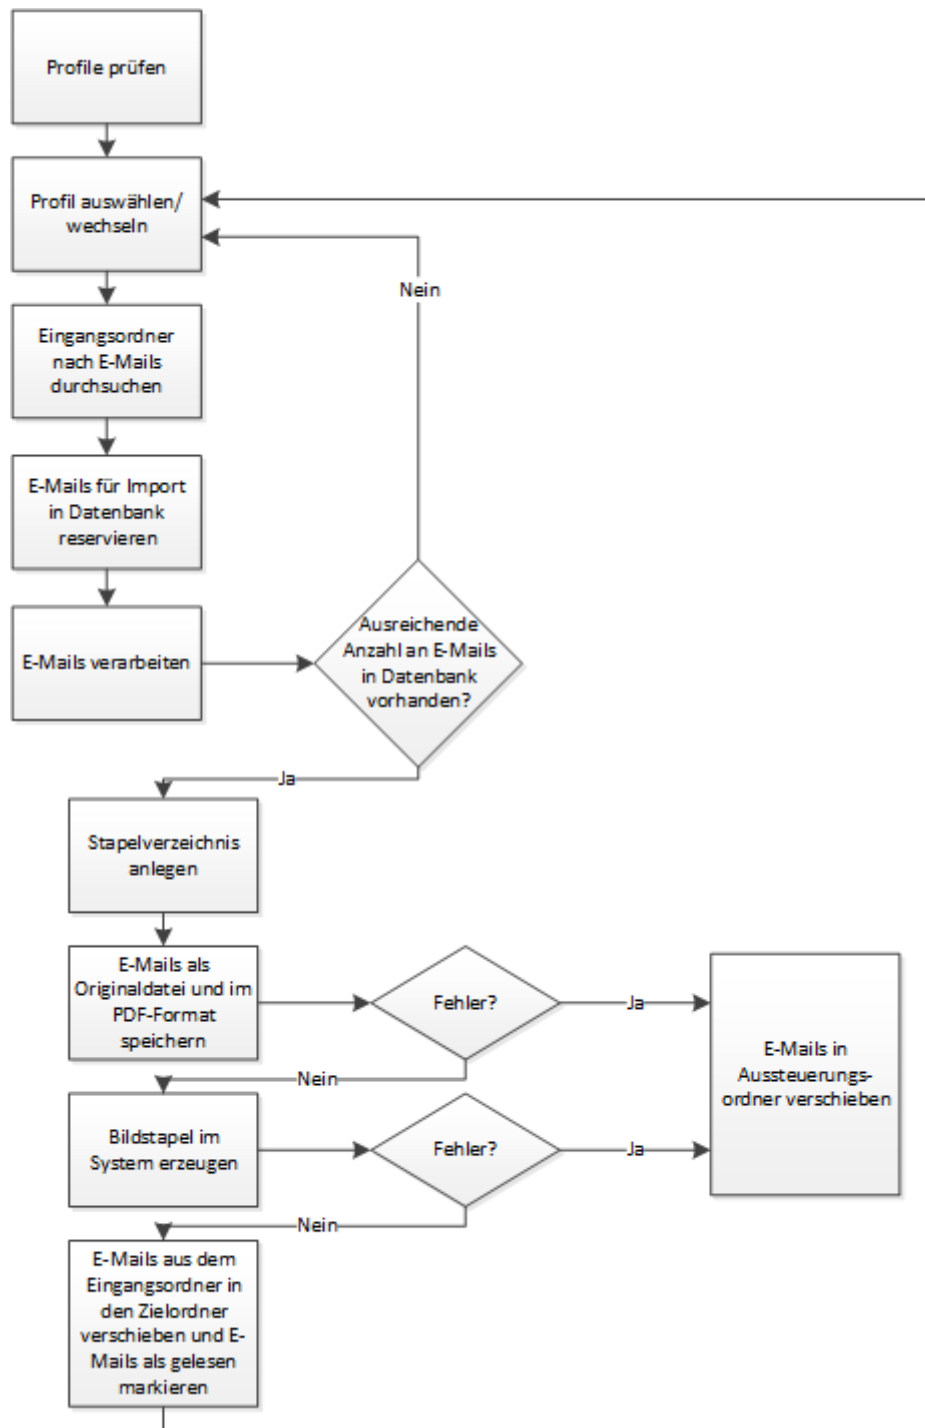 Profile prüfen
Profil auswählen/
wechseln
Nein
Eingangsordner
nach E-Mails
durchsuchen
E-Mails für Import
in Datenbank
reservieren
E-Mails verarbeiten
Ausreichende
Anzahl an E-Mails
in Datenbank
vorhanden?
Ja
Stapelverzeichnis
anlegen
E-Mails als
Originaldatei und im
PDF-Format
speichern
Fehler?
Ja
E-Mails in
Aussteuerungs-
ordner verschieben
Nein
Bildstapel im
System erzeugen
Fehler?
Ja
Nein
E-Mails aus dem
Eingangsordner in
den Zielordner
verschieben und E-
Mails als gelesen
markieren